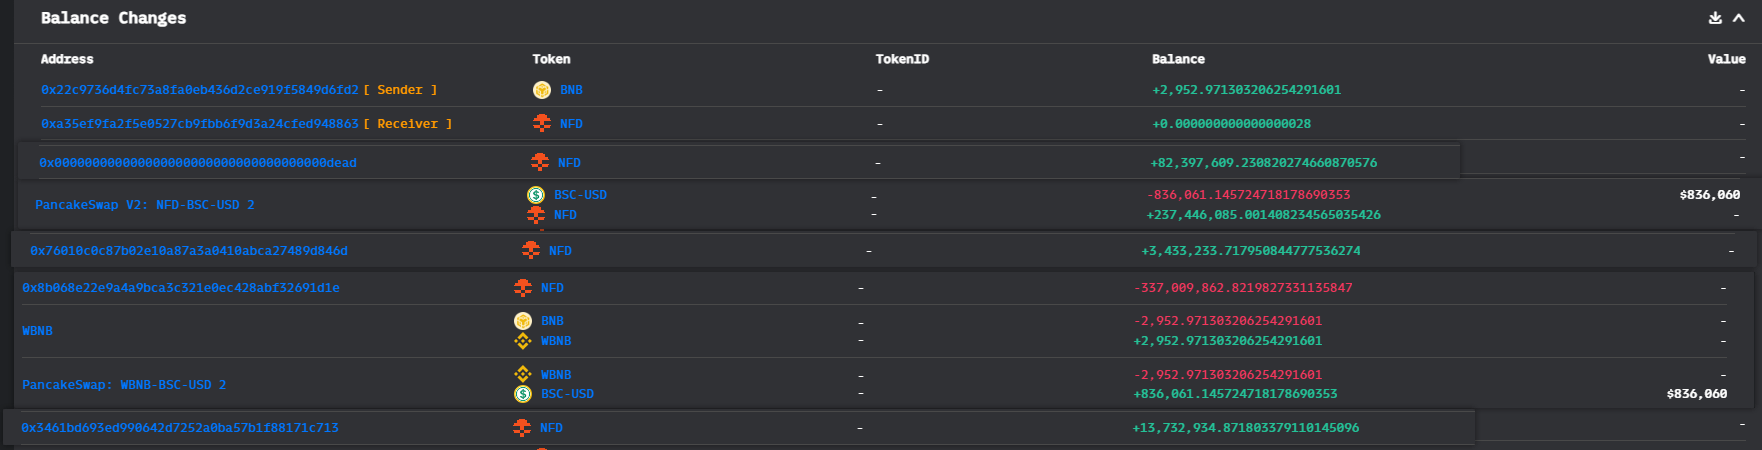 Balance Changes
Address Token TokenID Balance Value
0x22c9736d4fc73a8fa0eb436d2ce919f5849d6fd2 [ Sender ] BNB - +2,952.971303206254291601 -
0xa35ef9fa2f5e0527cb9fbb6f9d3a24cfed948863 [ Receiver ] NFD - +0.000000000000000028 -
0x000000000000000000000000000000000000dead NFD - +82,397,609.230820274660870576 -
PancakeSwap V2: NFD-BSC-USD 2 BSC-USD - -836,061.145724718178690353 $836,060
NFD - +237,446,085.001408234565035426 -
0x76010c0c87b02e10a87a3a0410abca27489d846d NFD - +3,433,233.717950844777536274 -
0x8b068e22e9a4a9bca3c321e0ec428abf32691d1e NFD - -337,009,862.8219827331135847 -
WBNB BNB - -2,952.971303206254291601 -
WBNB - +2,952.971303206254291601 -
PancakeSwap: WBNB-BSC-USD 2 WBNB - -2,952.971303206254291601 -
BSC-USD - +836,061.145724718178690353 $836,060
0x3461bd693ed990642d7252a0ba57b1f88171c713 NFD - +13,732,934.871803379110145096 -